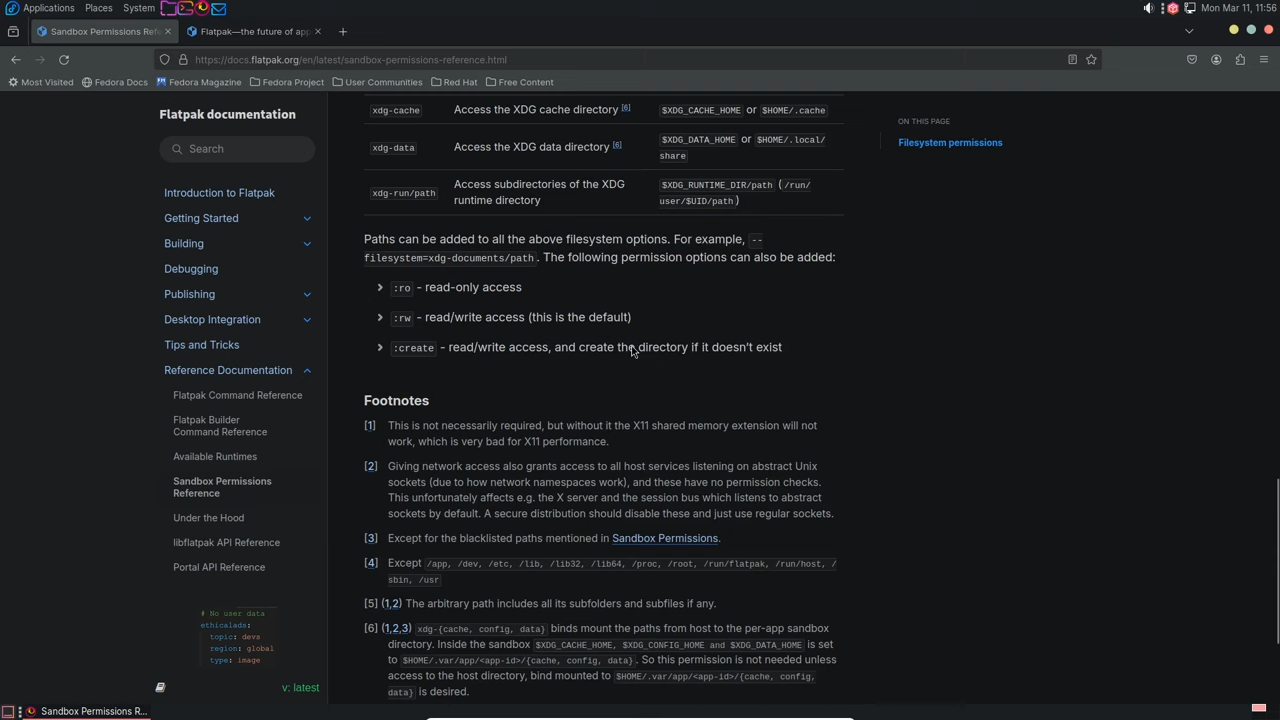 Applications Places System Mon Mar 11, 11:56
Sandbox Permissions Refe × Flatpak—the future of app × +
https://docs.flatpak.org/en/latest/sandbox-permissions-reference.html
Most Visited Fedora Docs Fedora Magazine Fedora Project User Communities Red Hat Free Content
Flatpak documentation
Search
Introduction to Flatpak
Getting Started
Building
Debugging
Publishing
Desktop Integration
Tips and Tricks
Reference Documentation
Flatpak Command Reference
Flatpak Builder
Command Reference
Available Runtimes
Sandbox Permissions
Reference
Under the Hood
libflatpak API Reference
Portal API Reference
# No user data
ethicalads:
topic: devs
region: global
type: image
v: latest
xdg-cache Access the XDG cache directory [6] $XDG_CACHE_HOME or $HOME/.cache
xdg-data Access the XDG data directory [6] $XDG_DATA_HOME or $HOME/.local/
share
xdg-run/path Access subdirectories of the XDG
runtime directory
$XDG_RUNTIME_DIR/path ( /run/
user/$UID/path )
Paths can be added to all the above filesystem options. For example, --
filesystem=xdg-documents/path . The following permission options can also be added:
:ro - read-only access
:rw - read/write access (this is the default)
:create - read/write access, and create the directory if it doesn’t exist
Footnotes
[1] This is not necessarily required, but without it the X11 shared memory extension will not
work, which is very bad for X11 performance.
[2] Giving network access also grants access to all host services listening on abstract Unix
sockets (due to how network namespaces work), and these have no permission checks.
This unfortunately affects e.g. the X server and the session bus which listens to abstract
sockets by default. A secure distribution should disable these and just use regular sockets.
[3] Except for the blacklisted paths mentioned in Sandbox Permissions.
[4] Except /app, /dev, /etc, /lib, /lib32, /lib64, /proc, /root, /run/flatpak, /run/host, /
sbin, /usr
[5] (1,2) The arbitrary path includes all its subfolders and subfiles if any.
[6] (1,2,3) xdg-{cache, config, data} binds mount the paths from host to the per-app sandbox
directory. Inside the sandbox $XDG_CACHE_HOME, $XDG_CONFIG_HOME and $XDG_DATA_HOME is set
to $HOME/.var/app/<app-id>/{cache, config, data} . So this permission is not needed unless
access to the host directory, bind mounted to $HOME/.var/app/<app-id>/{cache, config,
data} is desired.
ON THIS PAGE
Filesystem permissions
Sandbox Permissions R...